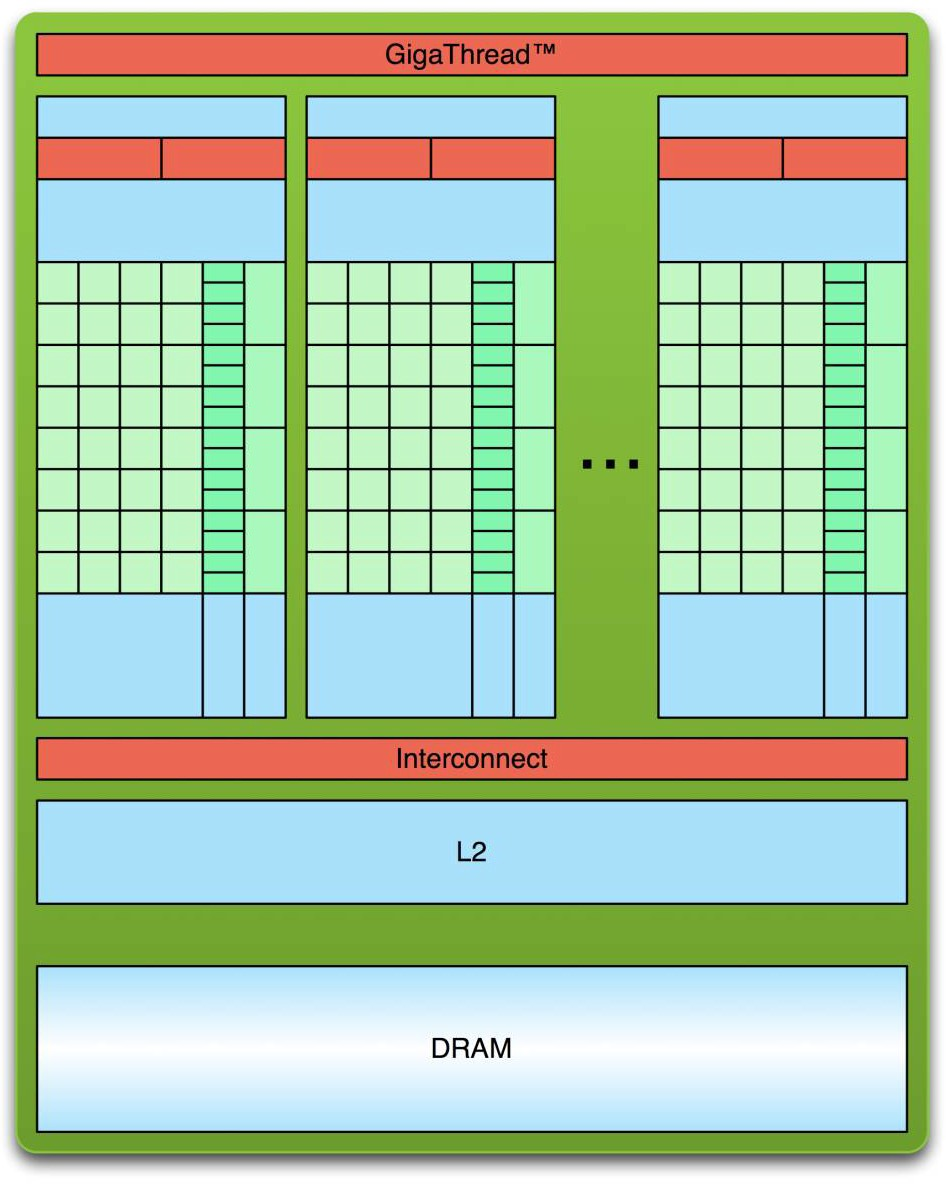 GigaThread™
...
Interconnect
L2
DRAM